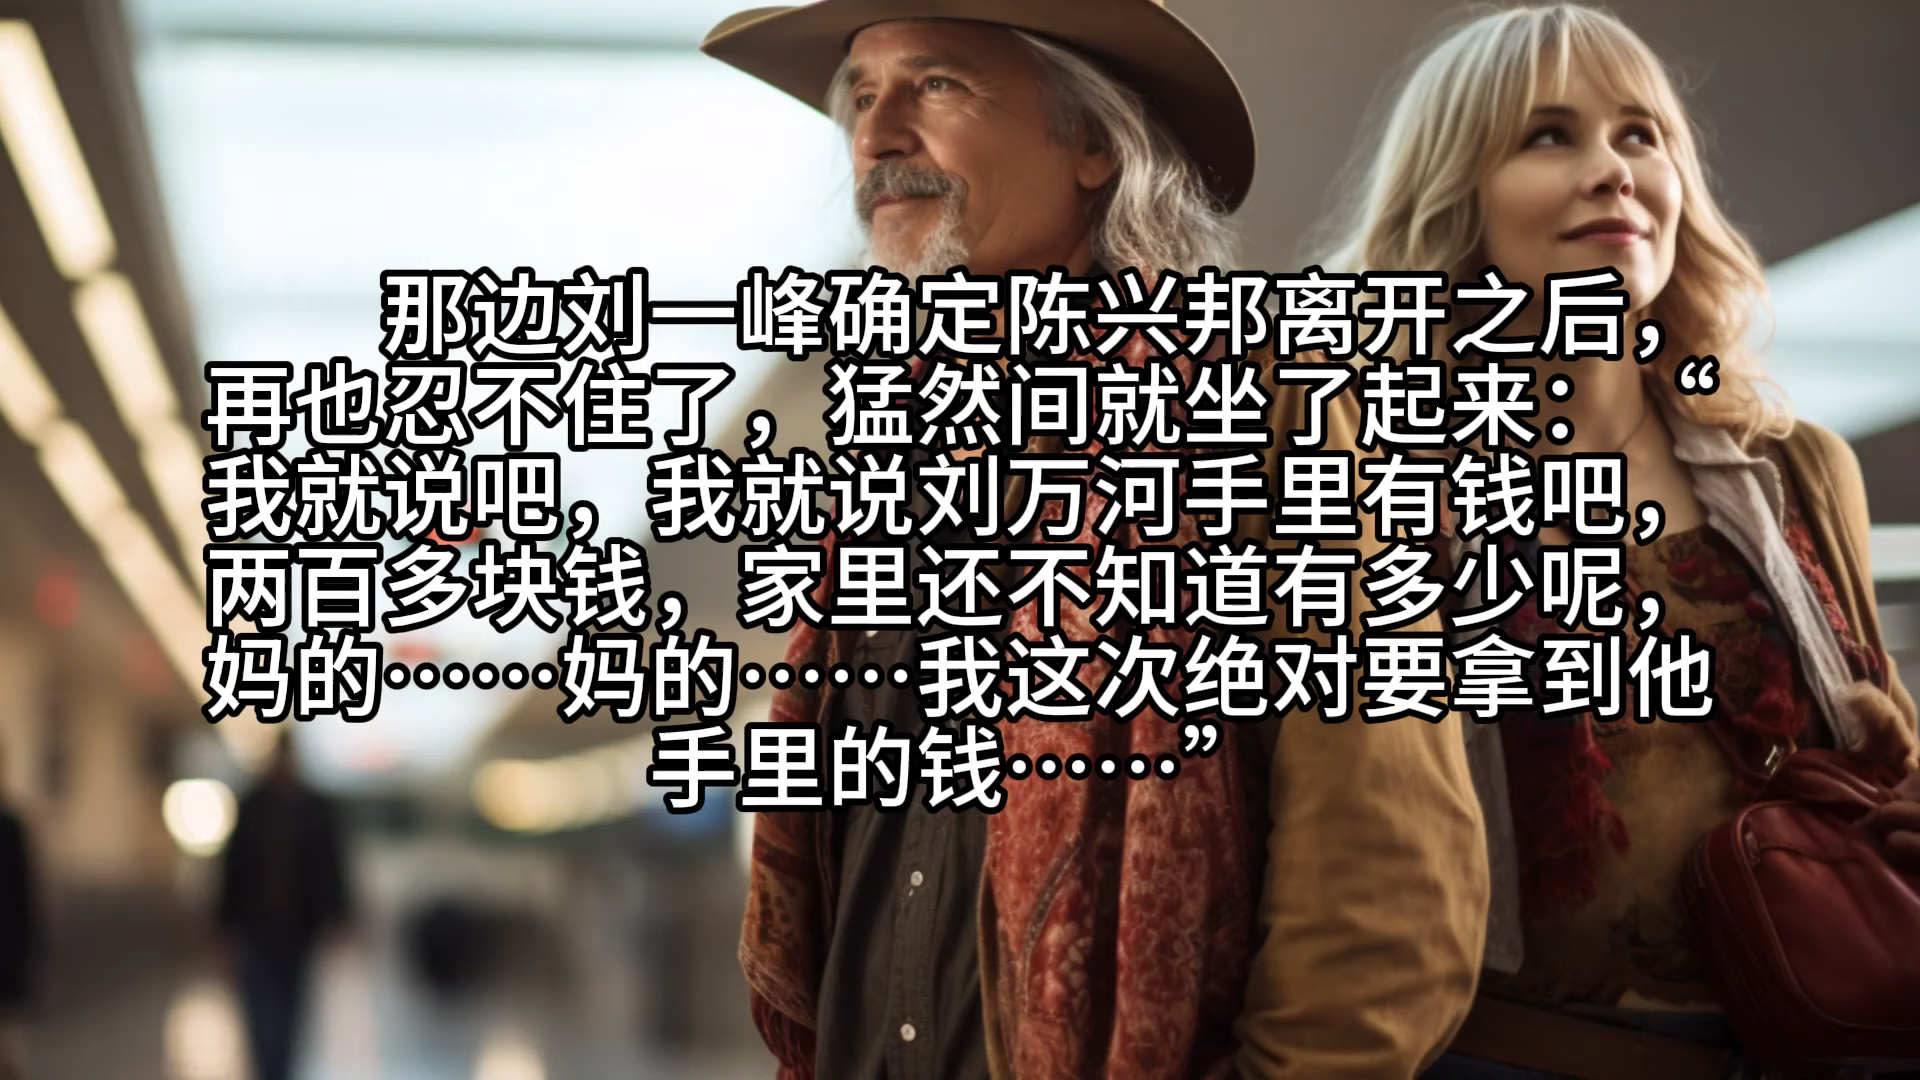 那边刘一峰确定陈兴邦离开之后，
再也忍不住了，猛然间就坐了起来：“
我就说吧，我就说刘万河手里有钱吧，
两百多块钱，家里还不知道有多少呢，
妈的……妈的……我这次绝对要拿到他
手里的钱……”